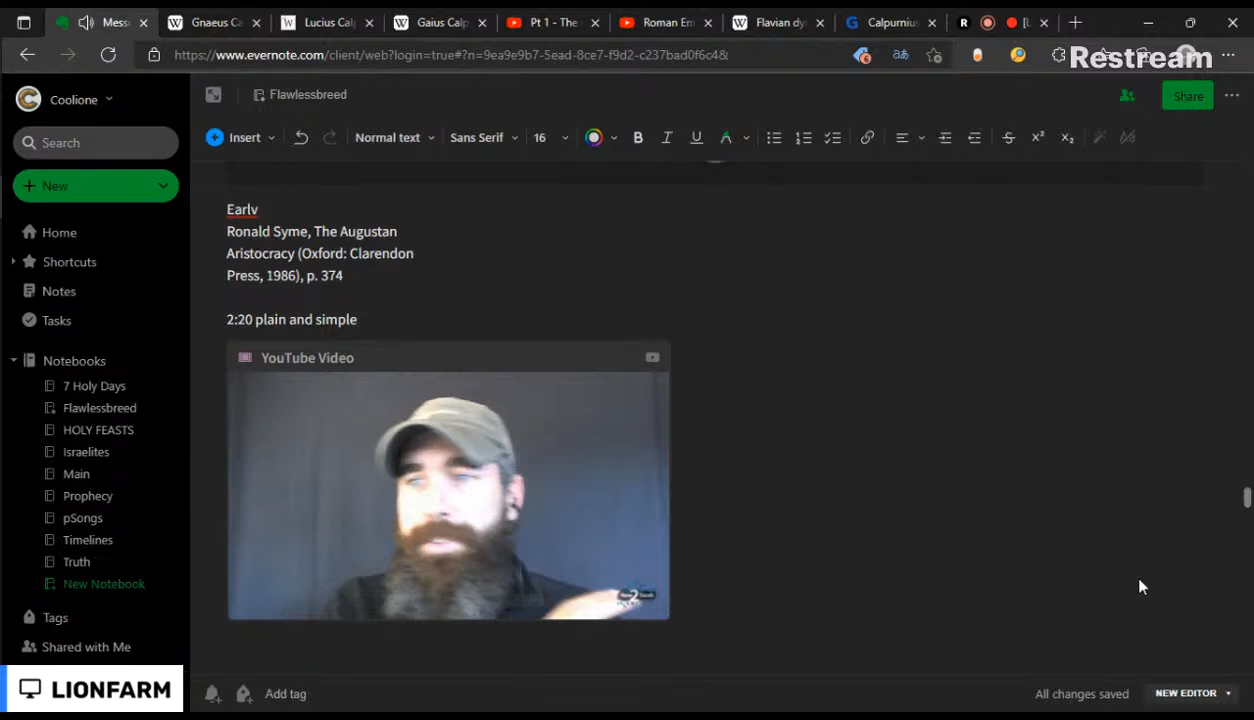 Messa
Gnaeus Ca
Lucius Calp
Gaius Calp
Pt 1 - The
Roman Em
Flavian dy
Calpurnius
[L
https://www.evernote.com/client/web?login=true#?n=9ea9e9b7-5ead-8ce7-f9d2-c237bad0f6c4&
6
Restream
Coolione
Flawlessbreed
Share
Search
Insert
Normal text
Sans Serif
16
B I U A
New
Home
Shortcuts
Notes
Tasks
Notebooks
7 Holy Days
Flawlessbreed
HOLY FEASTS
Israelites
Main
Prophecy
pSongs
Timelines
Truth
New Notebook
Tags
Shared with Me
LIONFARM
Earlv
Ronald Syme, The Augustan
Aristocracy (Oxford: Clarendon
Press, 1986), p. 374
2:20 plain and simple
YouTube Video
Add tag
All changes saved
NEW EDITOR